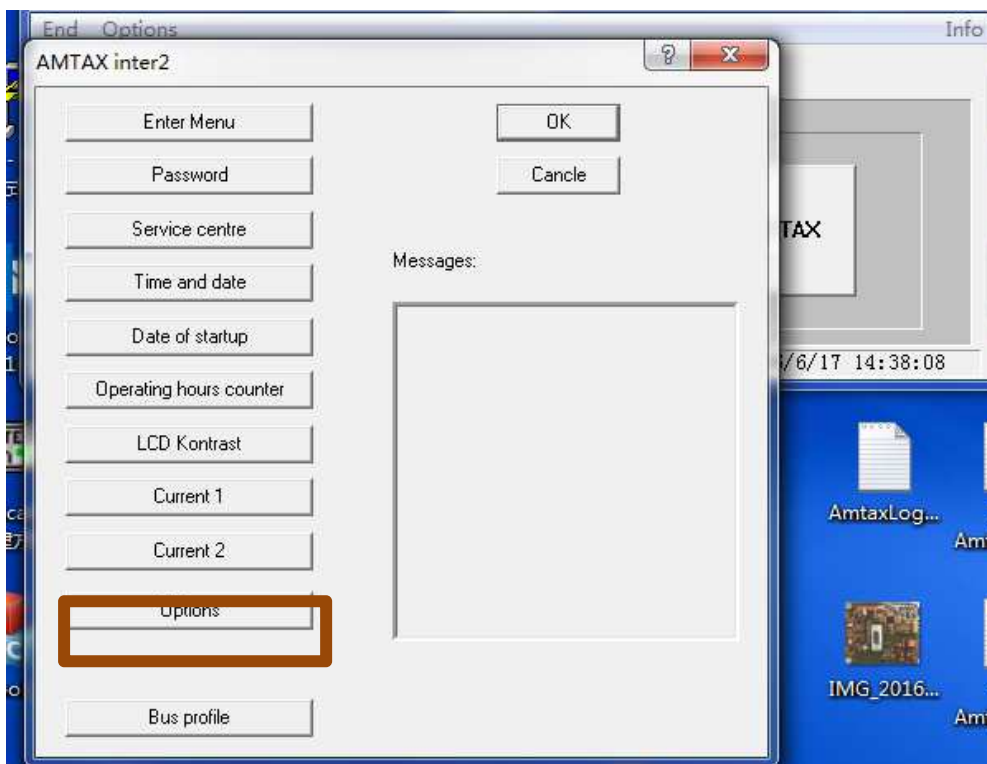 End Options Info
AMTAX inter2
Enter Menu
OK
Password
Cancle
Service centre
TAX
Messages:
Time and date
Date of startup
/6/17 14:38:08
Operating hours counter
LCD Kontrast
Current 1
AmtaxLog...
Current 2
Options
IMG_2016...
Bus profile